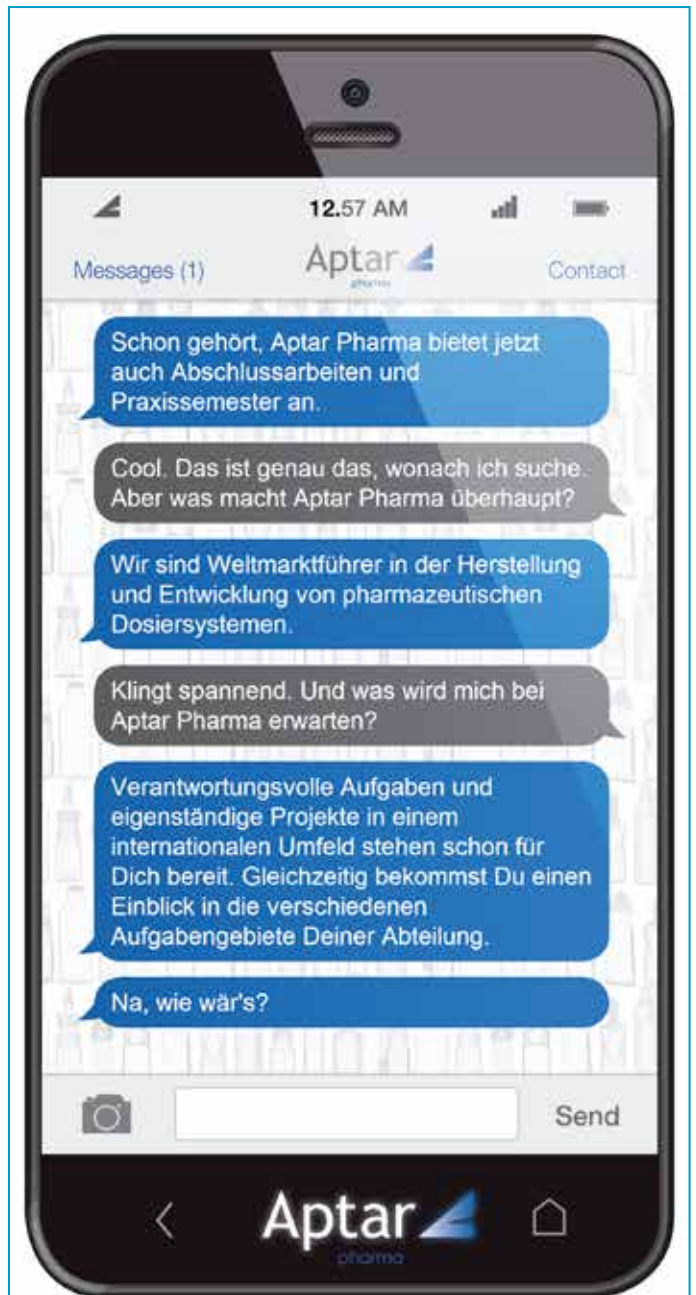 12.57 AM
Messages (1)
Aptar
pharma
Contact
Schon gehört, Aptar Pharma bietet jetzt
auch Abschlussarbeiten und
Praxissemester an.
Cool. Das ist genau das, wonach ich suche.
Aber was macht Aptar Pharma überhaupt?
Wir sind Weltmarktführer in der Herstellung
und Entwicklung von pharmazeutischen
Dosiersystemen.
Klingt spannend. Und was wird mich bei
Aptar Pharma erwarten?
Verantwortungsvolle Aufgaben und
eigenständige Projekte in einem
internationalen Umfeld stehen schon für
Dich bereit. Gleichzeitig bekommst Du einen
Einblick in die verschiedenen
Aufgabengebiete Deiner Abteilung.
Na, wie wär's?
Send
Aptar
pharma